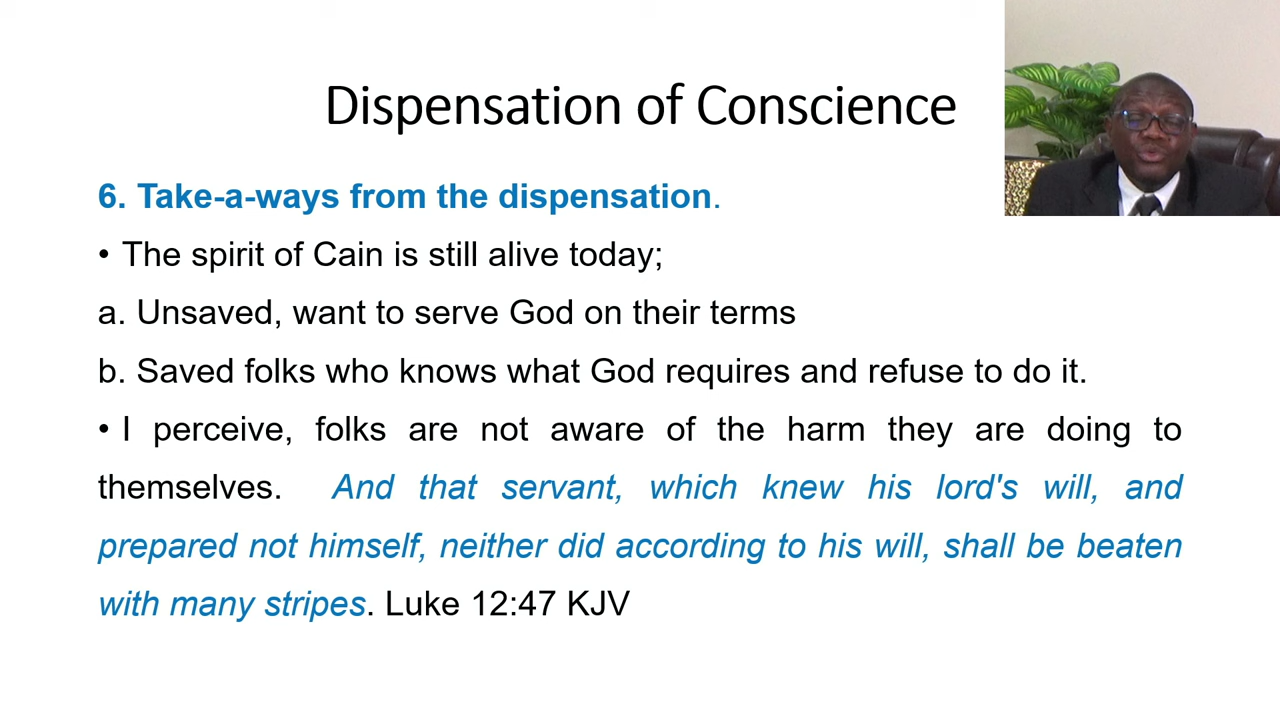 Dispensation of Conscience
6. Take-a-ways from the dispensation.
• The spirit of Cain is still alive today;
a. Unsaved, want to serve God on their terms
b. Saved folks who knows what God requires and refuse to do it.
• I perceive, folks are not aware of the harm they are doing to
themselves. And that servant, which knew his lord's will, and
prepared not himself, neither did according to his will, shall be beaten
with many stripes. Luke 12:47 KJV